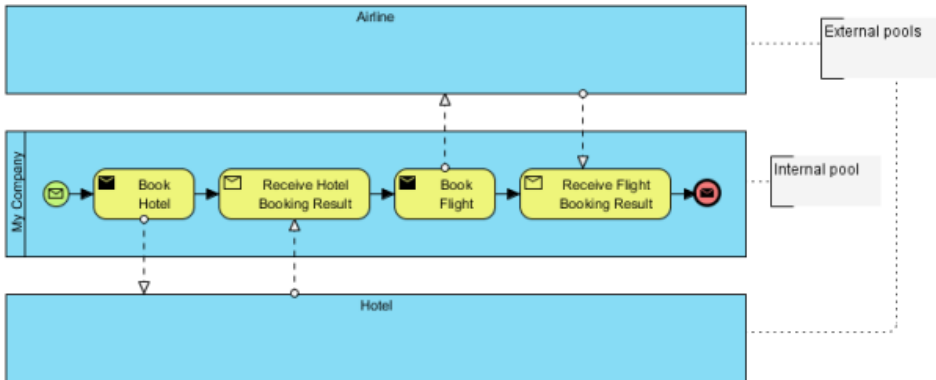 Airline
External pools
My Company
Book
Hotel
Receive Hotel
Booking Result
Book
Flight
Receive Flight
Booking Result
Internal pool
Hotel